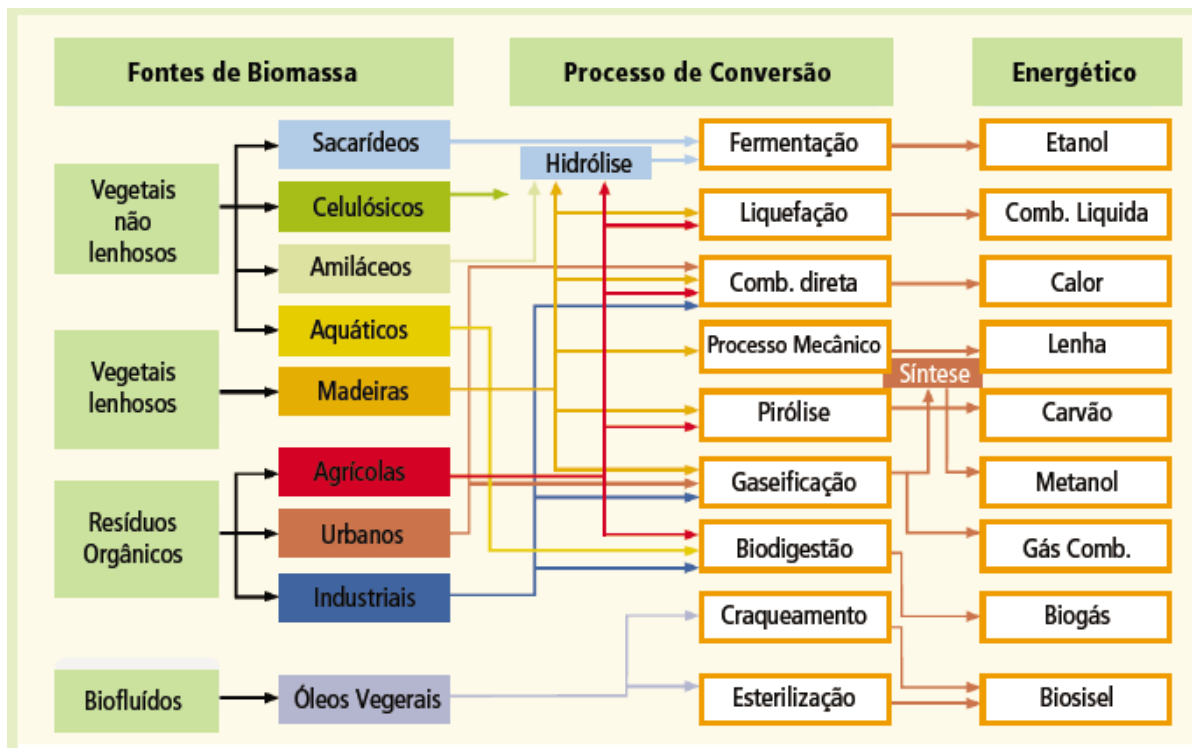 Fontes de Biomassa
Processo de Conversão
Energético
Vegetais
não
lenhosos
Vegetais
lenhosos
Resíduos
Orgânicos
Biofluídos
Sacarídeos
Celulósicos
Amiláceos
Aquáticos
Madeiras
Agrícolas
Urbanos
Industriais
Óleos Vegerais
Hidrólise
Fermentação
Liquefação
Comb. direta
Processo Mecânico
Pirólise
Gaseificação
Biodigestão
Craqueamento
Esterilização
Síntese
Etanol
Comb. Liquida
Calor
Lenha
Carvão
Metanol
Gás Comb.
Biogás
Biosisel